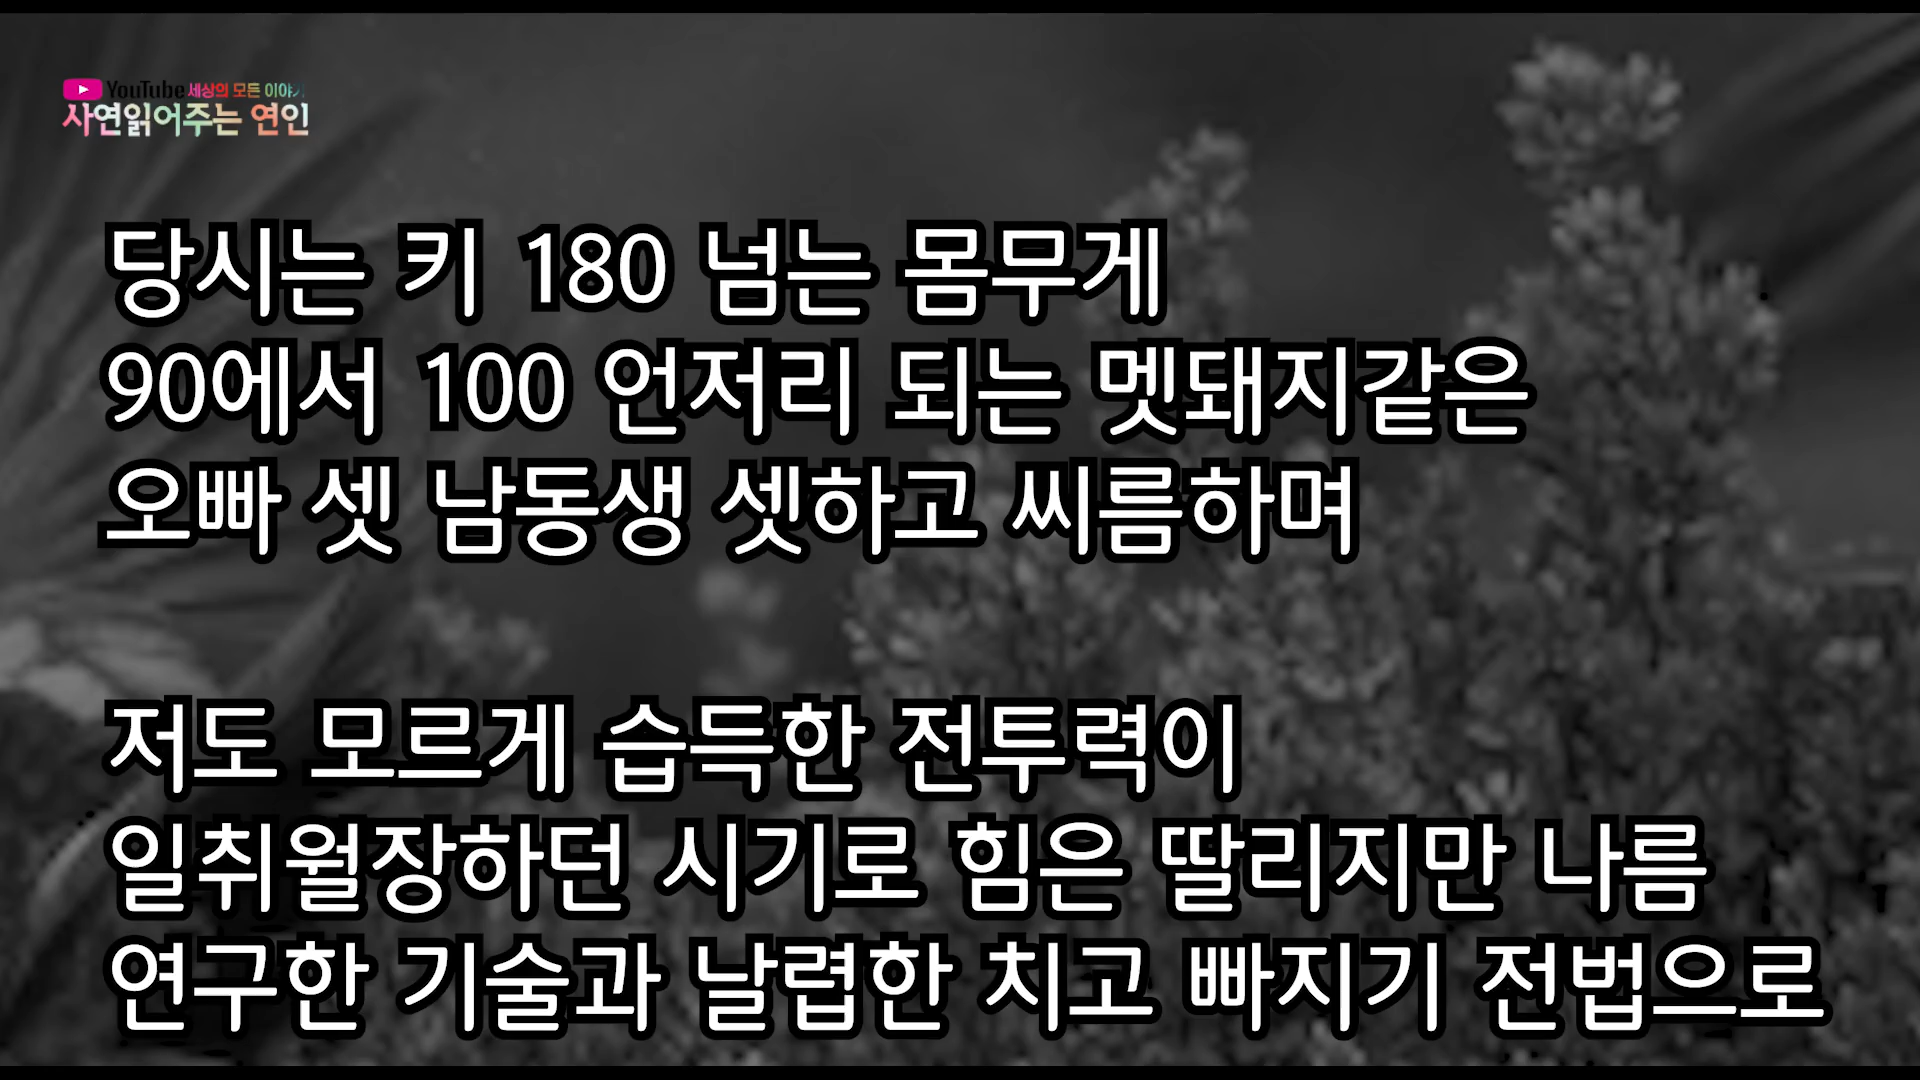 YouTube 세상의 모든 이야기
사연읽어주는 연인
당시는 키 180 넘는 몸무게
90에서 100 언저리 되는 멧돼지같은
오빠 셋 남동생 셋하고 씨름하며
저도 모르게 습득한 전투력이
일취월장하던 시기로 힘은 딸리지만 나름
연구한 기술과 날렵한 치고 빠지기 전법으로